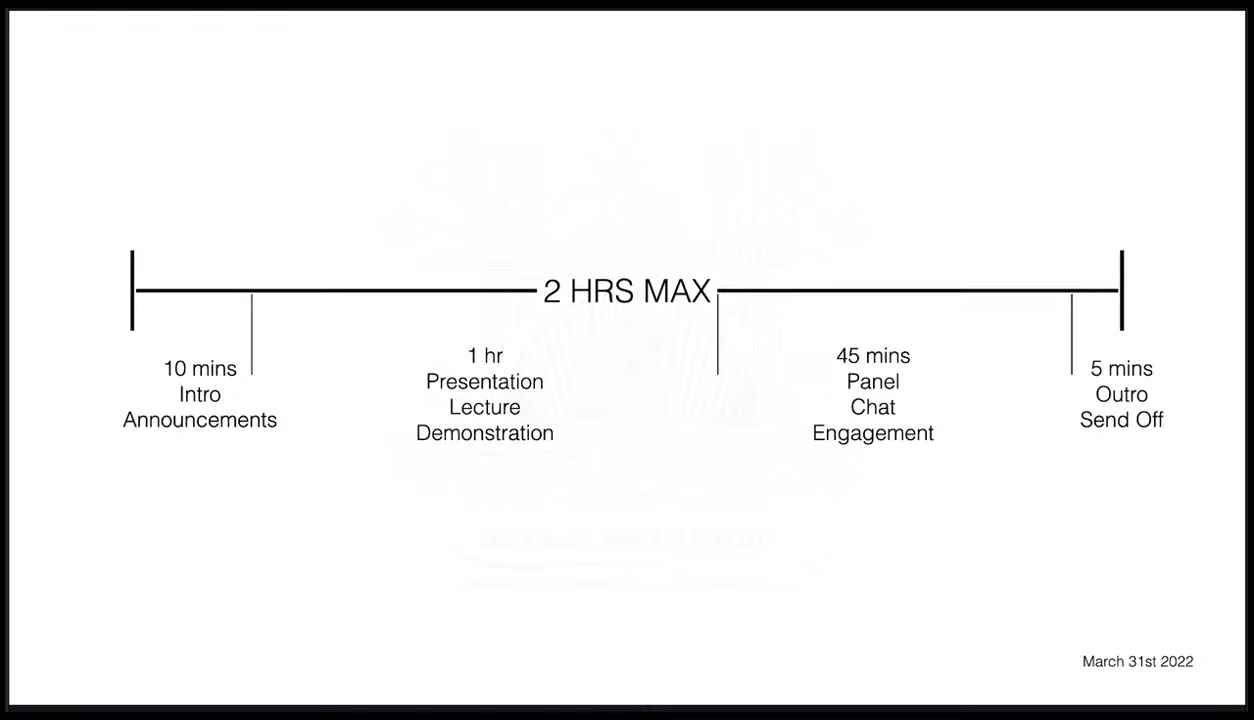 2 HRS MAX
10 mins
Intro
Announcements
1 hr
Presentation
Lecture
Demonstration
45 mins
Panel
Chat
Engagement
5 mins
Outro
Send Off
March 31st 2022